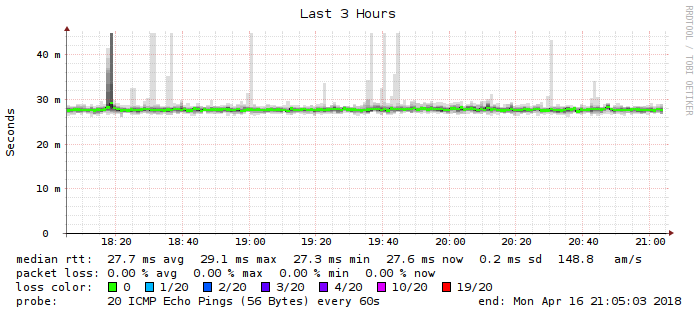 Last 3 Hours
RRDTOOL / TOBI OETIKER
Seconds
40 m
30 m
20 m
10 m
0
18:20 18:40 19:00 19:20 19:40 20:00 20:20 20:40 21:00
median rtt: 27.7 ms avg 29.1 ms max 27.3 ms min 27.6 ms now 0.2 ms sd 148.8 am/s
packet loss: 0.00 % avg 0.00 % max 0.00 % min 0.00 % now
loss color: 0 1/20 2/20 3/20 4/20 10/20 19/20
probe: 20 ICMP Echo Pings (56 Bytes) every 60s end: Mon Apr 16 21:05:03 2018